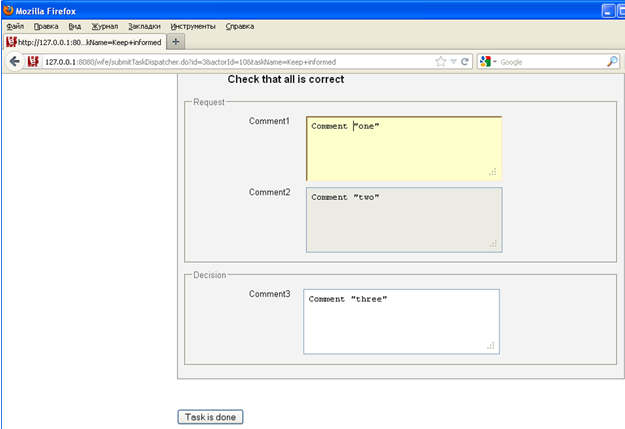 Mozilla Firefox
Файл Правка Вид Журнал Закладки Инструменты Справка
http://127.0.0.1:80...kName=Keep+informed
127.0.0.1:8080/wfe/submitTaskDispatcher.do?id=3&actorId=10&taskName=Keep+informed
Google
Check that all is correct
Request
Comment1
Comment "one"
Comment2
Comment "two"
Decision
Comment3
Comment "three"
Task is done